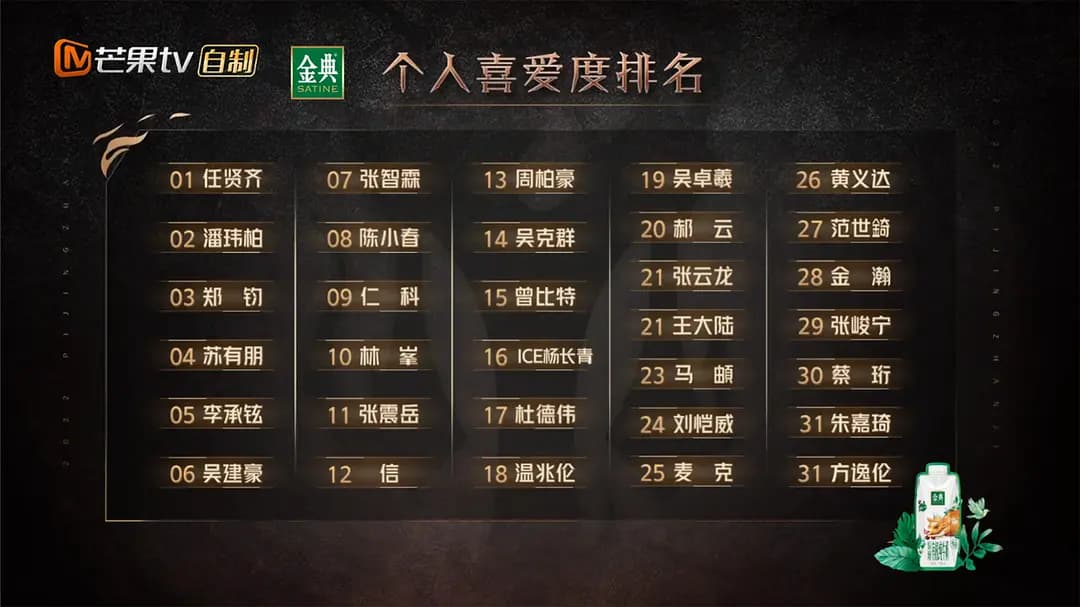 芒果tv 自制
金典
SATINE
个人喜爱度排名
01 任贤齐
02 潘玮柏
03 郑 钧
04 苏有朋
05 李承铉
06 吴建豪
07 张智霖
08 陈小春
09 仁 科
10 林 峯
11 张震岳
12 信
13 周柏豪
14 吴克群
15 曾比特
16 ICE杨长青
17 杜德伟
18 温兆伦
19 吴卓羲
20 郝 云
21 张云龙
21 王大陆
23 马 頔
24 刘恺威
25 麦 克
26 黄义达
27 范世錡
28 金 瀚
29 张峻宁
30 蔡 珩
31 朱嘉琦
31 方逸伦
金典